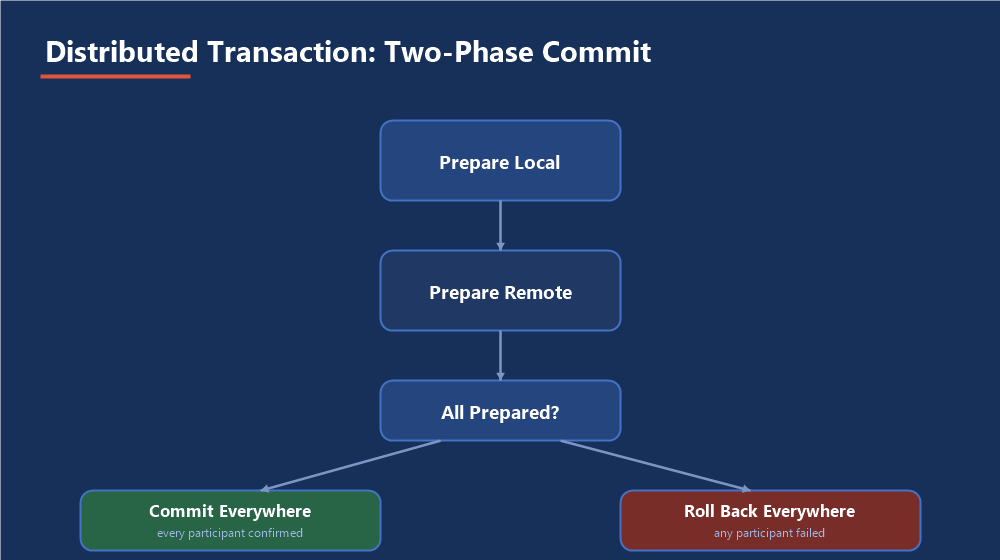 Distributed Transaction: Two-Phase Commit
Prepare Local
Prepare Remote
All Prepared?
Commit Everywhere
every participant confirmed
Roll Back Everywhere
any participant failed